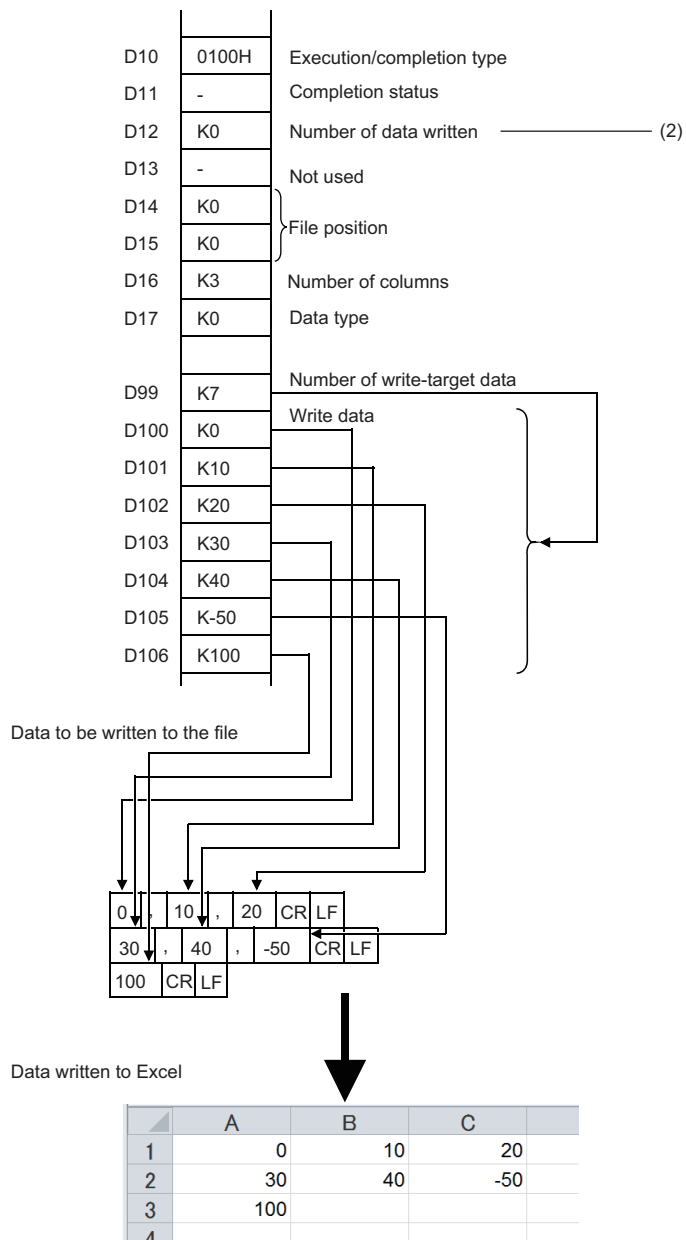 D10 0100H Execution/completion type
D11 - Completion status
D12 K0 Number of data written (2)
D13 - Not used
D14 K0
File position
D15 K0
D16 K3 Number of columns
D17 K0 Data type
Number of write-target data
D99 K7
Write data
D100 K0
D101 K10
D102 K20
D103 K30
D104 K40
D105 K-50
D106 K100
Data to be written to the file
0 , 10 , 20 CR LF
30 , 40 , -50 CR LF
100 CR LF
Data written to Excel
A B C
1 0 10 20
2 30 40 -50
3 100
4